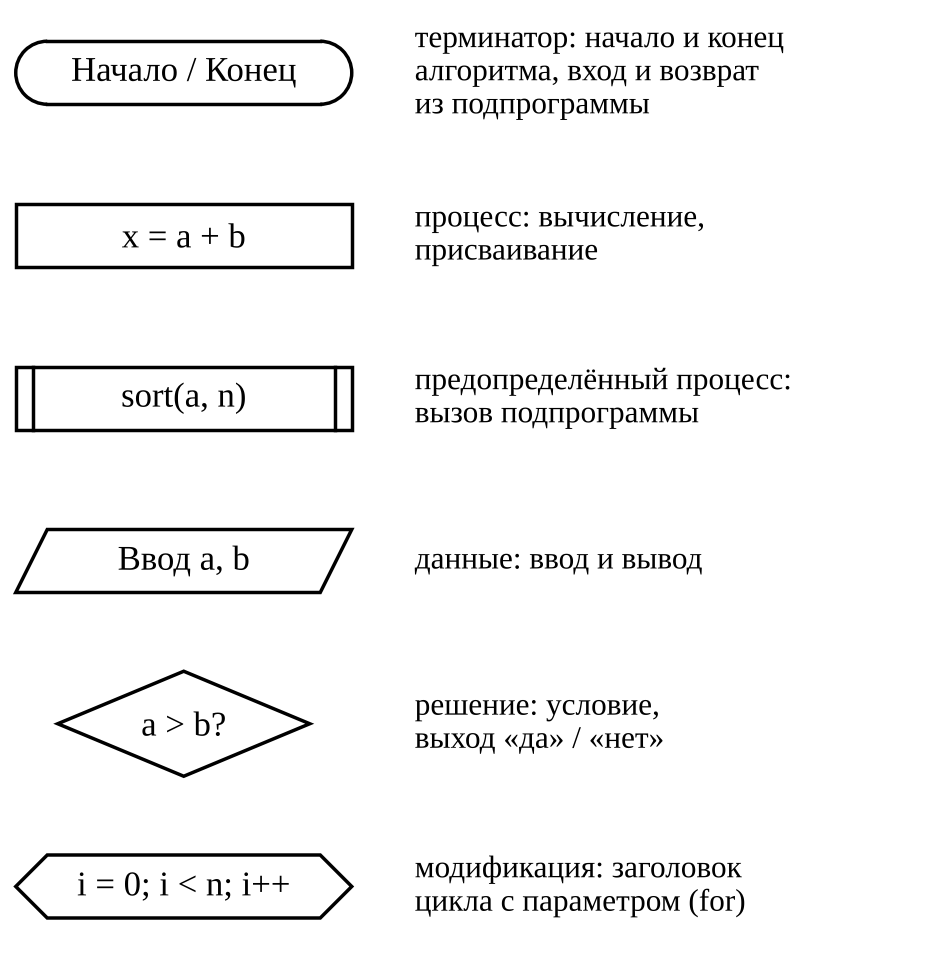 Начало / Конец
терминатор: начало и конец
алгоритма, вход и возврат
из подпрограммы
x = a + b
процесс: вычисление,
присваивание
sort(a, n)
предопределённый процесс:
вызов подпрограммы
Ввод a, b
данные: ввод и вывод
a > b?
решение: условие,
выход «да» / «нет»
i = 0; i < n; i++
модификация: заголовок
цикла с параметром (for)